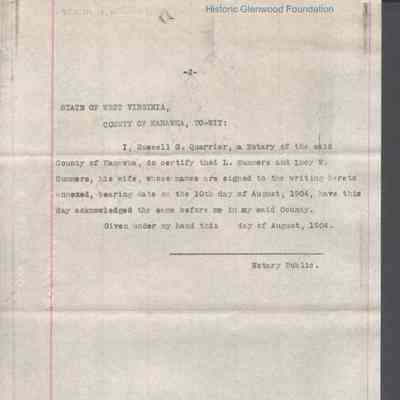 Historic Glenwood Foundation
-2-
STATE OF WEST VIRGINIA,
COUNTY OF KANAWHA, TO-WIT:
I, Russell G. Quarrier, a Notary of the said
County of Kanawha, do certify that L. Summers and Lucy W.
Summers, his wife, whose names are signed to the writing hereto
annexed, bearing date on the 10th day of August, 1904, have this
day acknowledged the same before me in my said County.
Given under my hand this day of August, 1904.
Notary Public.